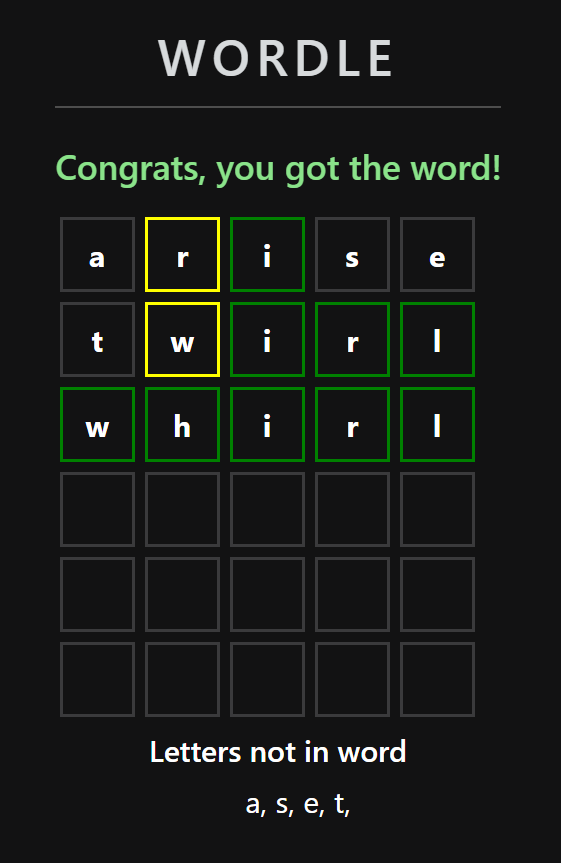 WORDLE
Congrats, you got the word!
a r i s e
t w i r l
w h i r l
Letters not in word
a, s, e, t,